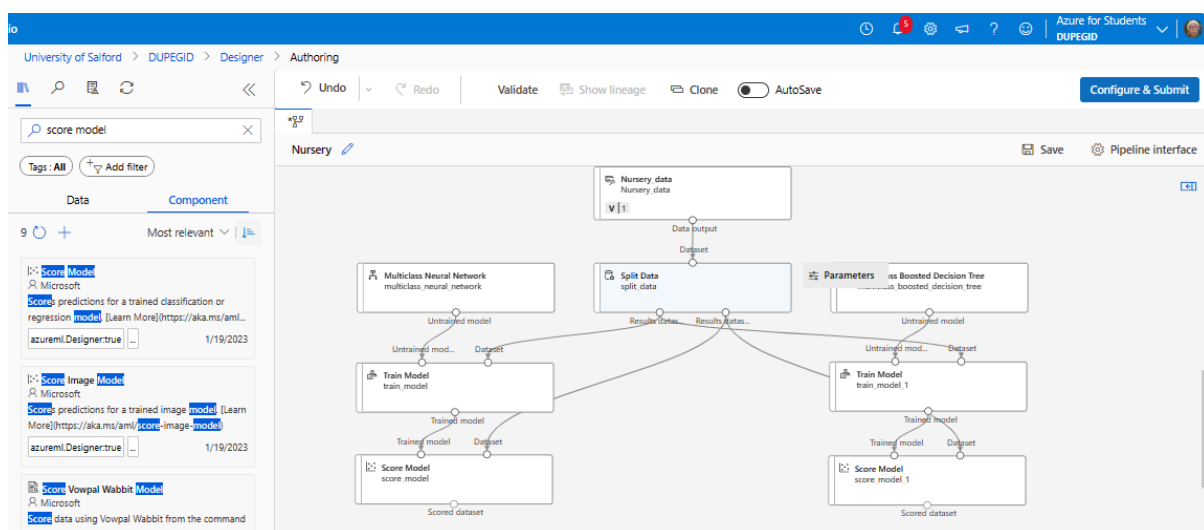 io
5
Azure for Students
DUPEGID
University of Salford > DUPEGID > Designer > Authoring
Undo
Redo
Validate
Show lineage
Clone
AutoSave
Configure & Submit
score model
Nursery
Save
Pipeline interface
Tags : All
Add filter
Data
Component
9
Most relevant
Score Model
Microsoft
Scores predictions for a trained classification or
regression model. [Learn More](https://aka.ms/aml...
azureml.Designer:true
...
1/19/2023
Score Image Model
Microsoft
Scores predictions for a trained image model. [Learn
More](https://aka.ms/aml/score-image-model)
azureml.Designer:true
...
1/19/2023
Score Vowpal Wabbit Model
Microsoft
Score data using Vowpal Wabbit from the command
Nursery_data
Nursery_data
V 1
Data output
Dataset
Multiclass Neural Network
multiclass_neural_network
Split Data
split_data
Parameters
ss Boosted Decision Tree
multiclass_boosted_decision_tree
Untrained model
Results datas...
Results datas...
Untrained model
Untrained mod...
Dataset
Untrained mod...
Dataset
Train Model
train_model
Train Model
train_model_1
Trained model
Trained model
Trained model
Dataset
Trained model
Dataset
Score Model
score_model
Score Model
score_model_1
Scored dataset
Scored dataset